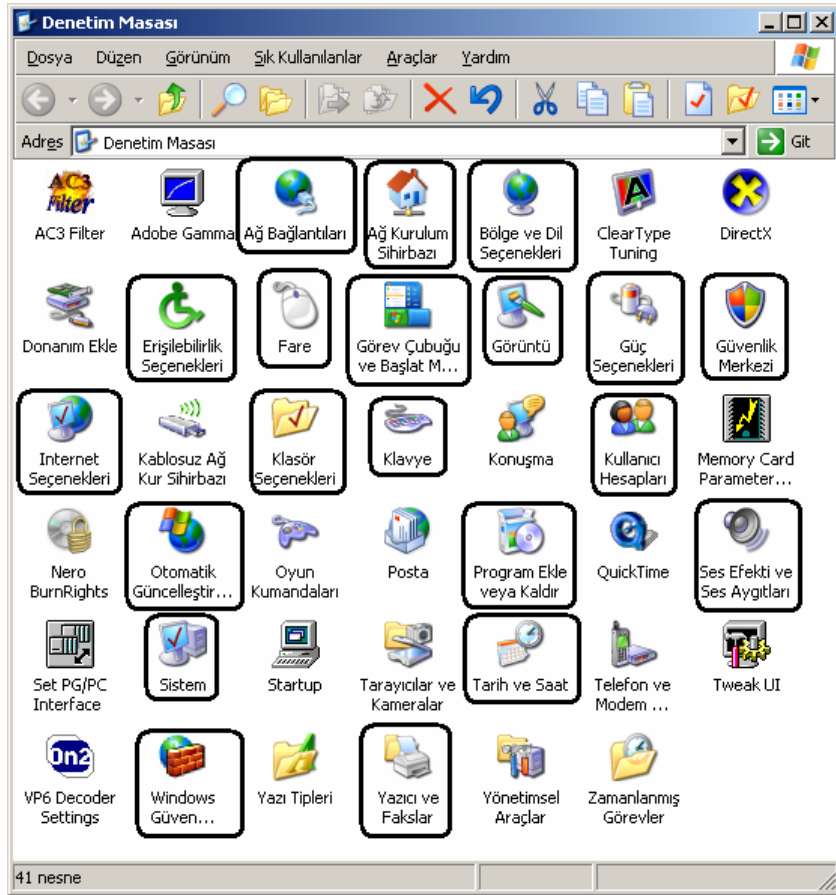 Denetim Masası
Dosya Düzen Görünüm Sık Kullanılanlar Araçlar Yardım
Adres Denetim Masası Git
AC3 Filter
AC3 Filter
Adobe Gamma
Ağ Bağlantıları
Ağ Kurulum
Sihirbazı
Bölge ve Dil
Seçenekleri
ClearType
Tuning
DirectX
Donanım Ekle
Erişilebilirlik
Seçenekleri
Fare
Görev Çubuğu
ve Başlat M...
Görüntü
Güç
Seçenekleri
Güvenlik
Merkezi
Internet
Seçenekleri
Kablosuz Ağ
Kur Sihirbazı
Klasör
Seçenekleri
Klavye
Konuşma
Kullanıcı
Hesapları
Memory Card
Parameter...
Nero
BurnRights
Otomatik
Güncelleştir...
Oyun
Kumandaları
Posta
Program Ekle
veya Kaldır
QuickTime
Ses Efekti ve
Ses Aygıtları
Set PG/PC
Interface
Sistem
Startup
Tarayıcılar ve
Kameralar
Tarih ve Saat
Telefon ve
Modem ...
Tweak UI
On2
VP6 Decoder
Settings
Windows
Güven...
Yazı Tipleri
Yazıcı ve
Fakslar
Yönetimsel
Araçlar
Zamanlanmış
Görevler
41 nesne